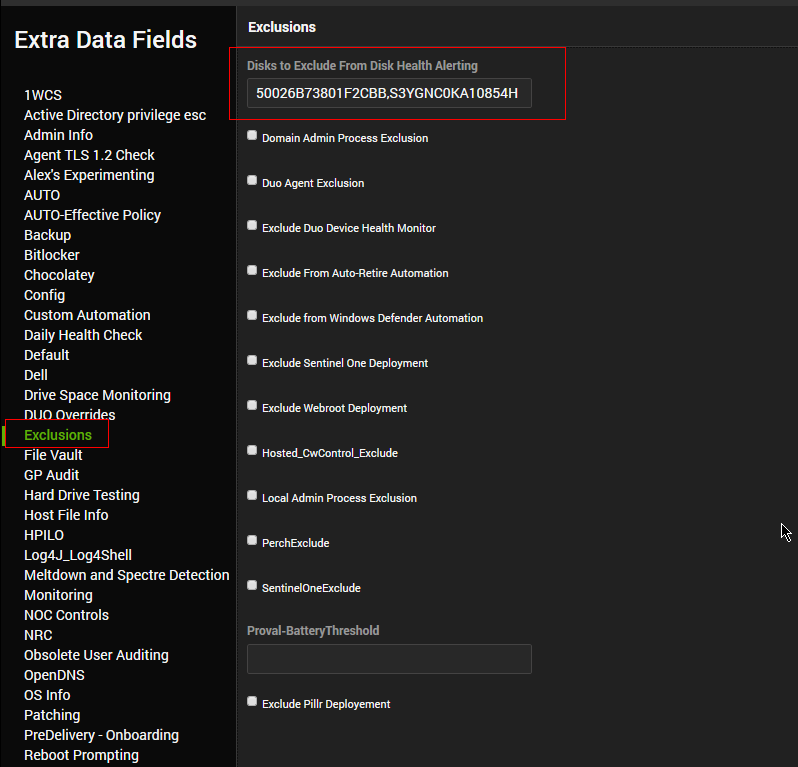 Extra Data Fields
1WCS
Active Directory privilege esc
Admin Info
Agent TLS 1.2 Check
Alex's Experimenting
AUTO
AUTO-Effective Policy
Backup
Bitlocker
Chocolatey
Config
Custom Automation
Daily Health Check
Default
Dell
Drive Space Monitoring
DUO Overrides
Exclusions
File Vault
GP Audit
Hard Drive Testing
Host File Info
HPILO
Log4J_Log4Shell
Meltdown and Spectre Detection
Monitoring
NOC Controls
NRC
Obsolete User Auditing
OpenDNS
OS Info
Patching
PreDelivery - Onboarding
Reboot Prompting
Exclusions
Disks to Exclude From Disk Health Alerting
50026B73801F2CBB,S3YGNC0KA10854H
Domain Admin Process Exclusion
Duo Agent Exclusion
Exclude Duo Device Health Monitor
Exclude From Auto-Retire Automation
Exclude from Windows Defender Automation
Exclude Sentinel One Deployment
Exclude Webroot Deployment
Hosted_CwControl_Exclude
Local Admin Process Exclusion
PerchExclude
SentinelOneExclude
Proval-BatteryThreshold
Exclude Pillr Deployement